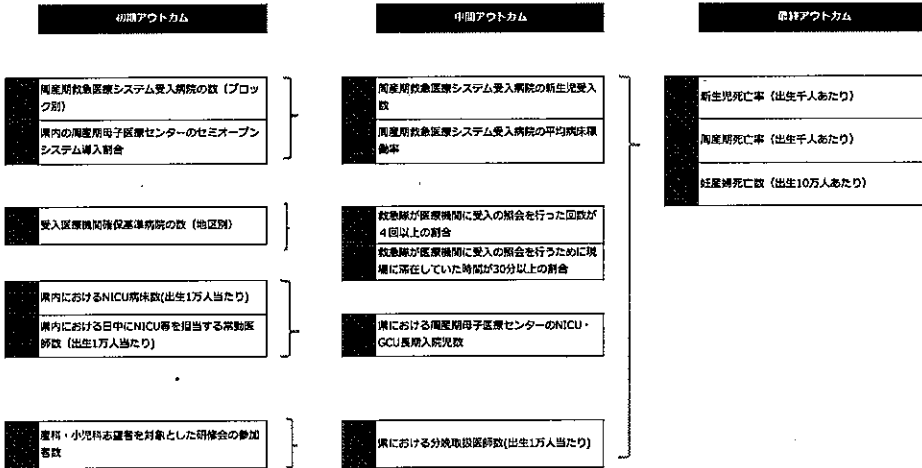 初期アウトカム
周産期救急医療システム受入病院の数（ブロッ
ク別）
県内の周産期母子医療センターのセミオープン
システム導入割合
受入医療機関確保基準病院の数（地区別）
県内におけるNICU病床数(出生1万人当たり)
県内における日中にNICU等を担当する常勤医
師数（出生1万人当たり）
産科・小児科志望者を対象とした研修会の参加
者数
中間アウトカム
周産期救急医療システム受入病院の新生児受入
数
周産期救急医療システム受入病院の平均病床稼
働率
救急隊が医療機関に受入の照会を行った回数が
４回以上の割合
救急隊が医療機関に受入の照会を行うために現
場に滞在していた時間が30分以上の割合
県における周産期母子医療センターのNICU・
GCU長期入院児数
県における分娩取扱医師数(出生1万人当たり)
最終アウトカム
新生児死亡率（出生千人あたり）
周産期死亡率（出生千人あたり）
妊産婦死亡数（出生10万人あたり）